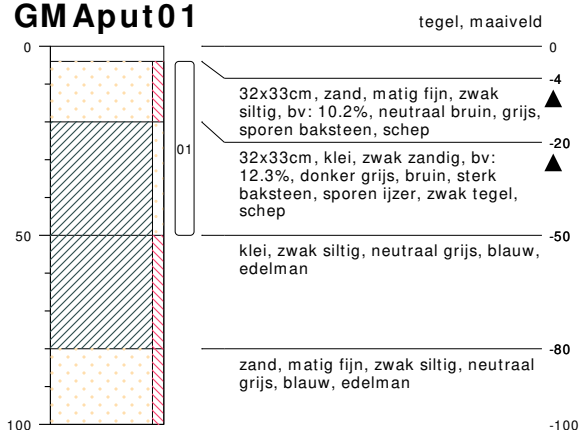 GMAput01
tegel, maaiveld
0
0
-4
32x33cm, zand, matig fijn, zwak
siltig, bv: 10.2%, neutraal bruin, grijs,
sporen baksteen, schep
-20
01
32x33cm, klei, zwak zandig, bv:
12.3%, donker grijs, bruin, sterk
baksteen, sporen ijzer, zwak tegel,
schep
50
-50
klei, zwak siltig, neutraal grijs, blauw,
edelman
-80
zand, matig fijn, zwak siltig, neutraal
grijs, blauw, edelman
100
-100